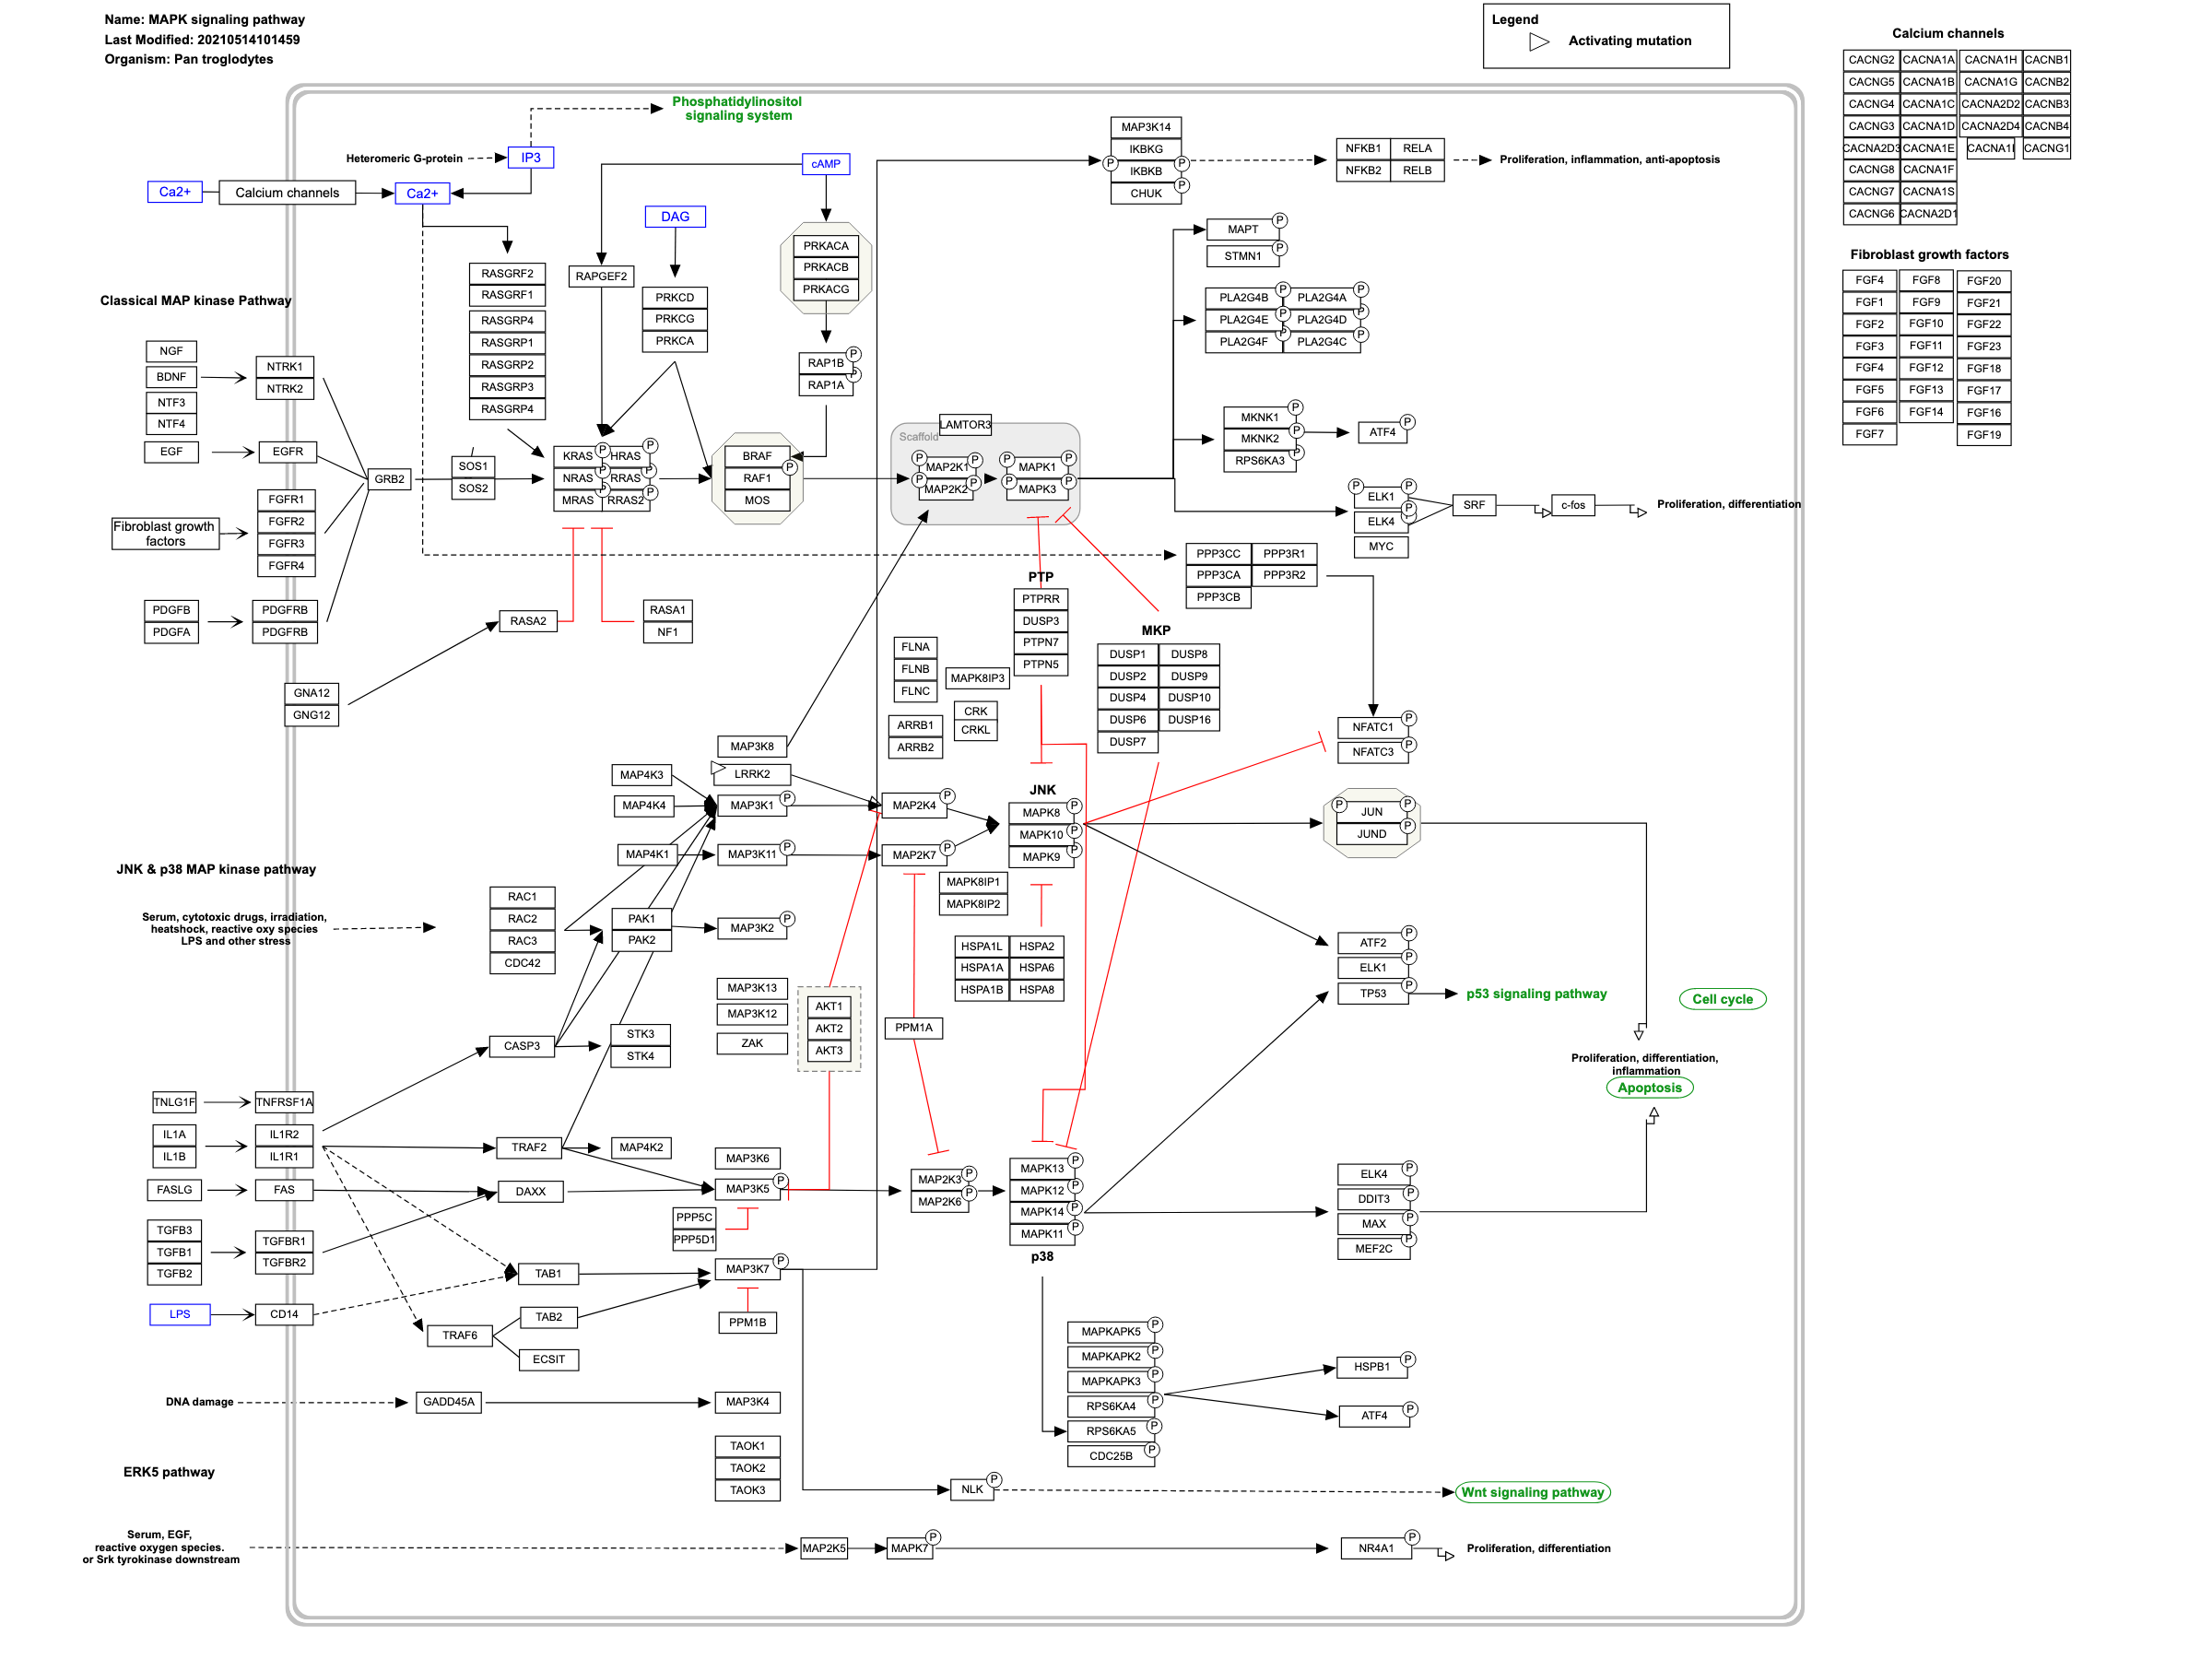 Name: MAPK signaling pathway
Last Modified: 20210514101459
Organism: Pan troglodytes
Legend
Activating mutation
Calcium channels
CACNG2 CACNA1A CACNA1H CACNB1
CACNG5 CACNA1B CACNA1G CACNB2
CACNG4 CACNA1C CACNA2D2 CACNB3
CACNG3 CACNA1D CACNA2D4 CACNB4
CACNA2D3 CACNA1E CACNA1I CACNG1
CACNG8 CACNA1F
CACNG7 CACNA1S
CACNG6 CACNA2D1
Fibroblast growth factors
FGF4 FGF8 FGF20
FGF1 FGF9 FGF21
FGF2 FGF10 FGF22
FGF3 FGF11 FGF23
FGF4 FGF12 FGF18
FGF5 FGF13 FGF17
FGF6 FGF14 FGF16
FGF7 FGF19
Phosphatidylinositol
signaling system
Heteromeric G-protein
IP3
cAMP
Ca2+
Calcium channels
Ca2+
DAG
MAP3K14
IKBKG
P IKBKB P
CHUK P
NFKB1 RELA
NFKB2 RELB
Proliferation, inflammation, anti-apoptosis
PRKACA
PRKACB
PRKACG
MAPT P
STMN1 P
RASGRF2
RASGRF1
RASGRP4
RASGRP1
RASGRP2
RASGRP3
RASGRP4
RAPGEF2
PRKCD
PRKCG
PRKCA
PLA2G4B P PLA2G4A P
PLA2G4E P PLA2G4D P
PLA2G4F P PLA2G4C P
RAP1B P
RAP1A P
Classical MAP kinase Pathway
NGF
BDNF
NTF3
NTF4
EGF
NTRK1
NTRK2
EGFR
FGFR1
FGFR2
FGFR3
FGFR4
Fibroblast growth
factors
PDGFB
PDGFA
PDGFRB
PDGFRB
GRB2
SOS1
SOS2
KRAS P HRAS P
NRAS P RRAS P
MRAS P RRAS2 P
BRAF
RAF1 P
MOS
Scaffold
LAMTOR3
P MAP2K1 P
P MAP2K2 P
P MAPK1 P
P MAPK3 P
MKNK1 P
MKNK2 P
RPS6KA3 P
ATF4 P
P ELK1 P
ELK4 P P
MYC
SRF
c-fos
Proliferation, differentiation
PPP3CC PPP3R1
PPP3CA PPP3R2
PPP3CB
RASA2
RASA1
NF1
GNA12
GNG12
PTP
PTPRR
DUSP3
PTPN7
PTPN5
MKP
DUSP1 DUSP8
DUSP2 DUSP9
DUSP4 DUSP10
DUSP6 DUSP16
DUSP7
FLNA
FLNB
FLNC
MAPK8IP3
CRK
CRKL
ARRB1
ARRB2
NFATC1 P
NFATC3 P
MAP3K8
LRRK2
MAP4K3
MAP4K4
MAP3K1 P
MAP2K4 P
MAP4K1
MAP3K11 P
MAP2K7 P
JNK
MAPK8 P
MAPK10 P
MAPK9 P
P JUN P
JUND P
MAPK8IP1
MAPK8IP2
JNK & p38 MAP kinase pathway
Serum, cytotoxic drugs, irradiation,
heatshock, reactive oxy species
LPS and other stress
RAC1
RAC2
RAC3
CDC42
PAK1
PAK2
MAP3K2 P
HSPA1L HSPA2
HSPA1A HSPA6
HSPA1B HSPA8
ATF2 P
ELK1 P
TP53 P
p53 signaling pathway
Cell cycle
MAP3K13
MAP3K12
ZAK
AKT1
AKT2
AKT3
PPM1A
CASP3
STK3
STK4
Proliferation, differentiation,
inflammation
Apoptosis
TNLG1F
TNFRSF1A
IL1A
IL1B
IL1R2
IL1R1
TRAF2
MAP4K2
MAP3K6
MAP3K5 P
FASLG
FAS
DAXX
MAP2K3 P
MAP2K6 P
MAPK13 P
MAPK12 P
MAPK14 P
MAPK11 P
p38
ELK4 P
DDIT3 P
MAX P
MEF2C P
PPP5C
PPP5D1
TGFB3
TGFB1
TGFB2
TGFBR1
TGFBR2
TAB1
MAP3K7 P
LPS
CD14
TAB2
PPM1B
TRAF6
ECSIT
MAPKAPK5 P
MAPKAPK2 P
MAPKAPK3 P
RPS6KA4 P
RPS6KA5 P
CDC25B P
HSPB1 P
ATF4 P
DNA damage
GADD45A
MAP3K4
TAOK1
TAOK2
TAOK3
ERK5 pathway
NLK P
Wnt signaling pathway
Serum, EGF,
reactive oxygen species.
or Srk tyrokinase downstream
MAP2K5
MAPK7 P
NR4A1 P
Proliferation, differentiation